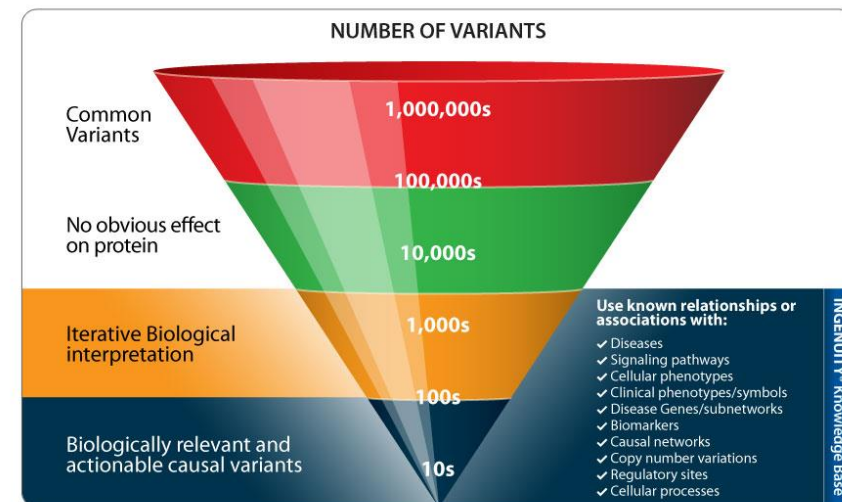 NUMBER OF VARIANTS
Common
Variants
1,000,000s
100,000s
No obvious effect
on protein
10,000s
Iterative Biological
interpretation
1,000s
100s
Biologically relevant and
actionable causal variants
10s
Use known relationships or
associations with:
✓ Diseases
✓ Signaling pathways
✓ Cellular phenotypes
✓ Clinical phenotypes/symbols
✓ Disease Genes/subnetworks
✓ Biomarkers
✓ Causal networks
✓ Copy number variations
✓ Regulatory sites
✓ Cellular processes
INGENUITY® Knowledge Base